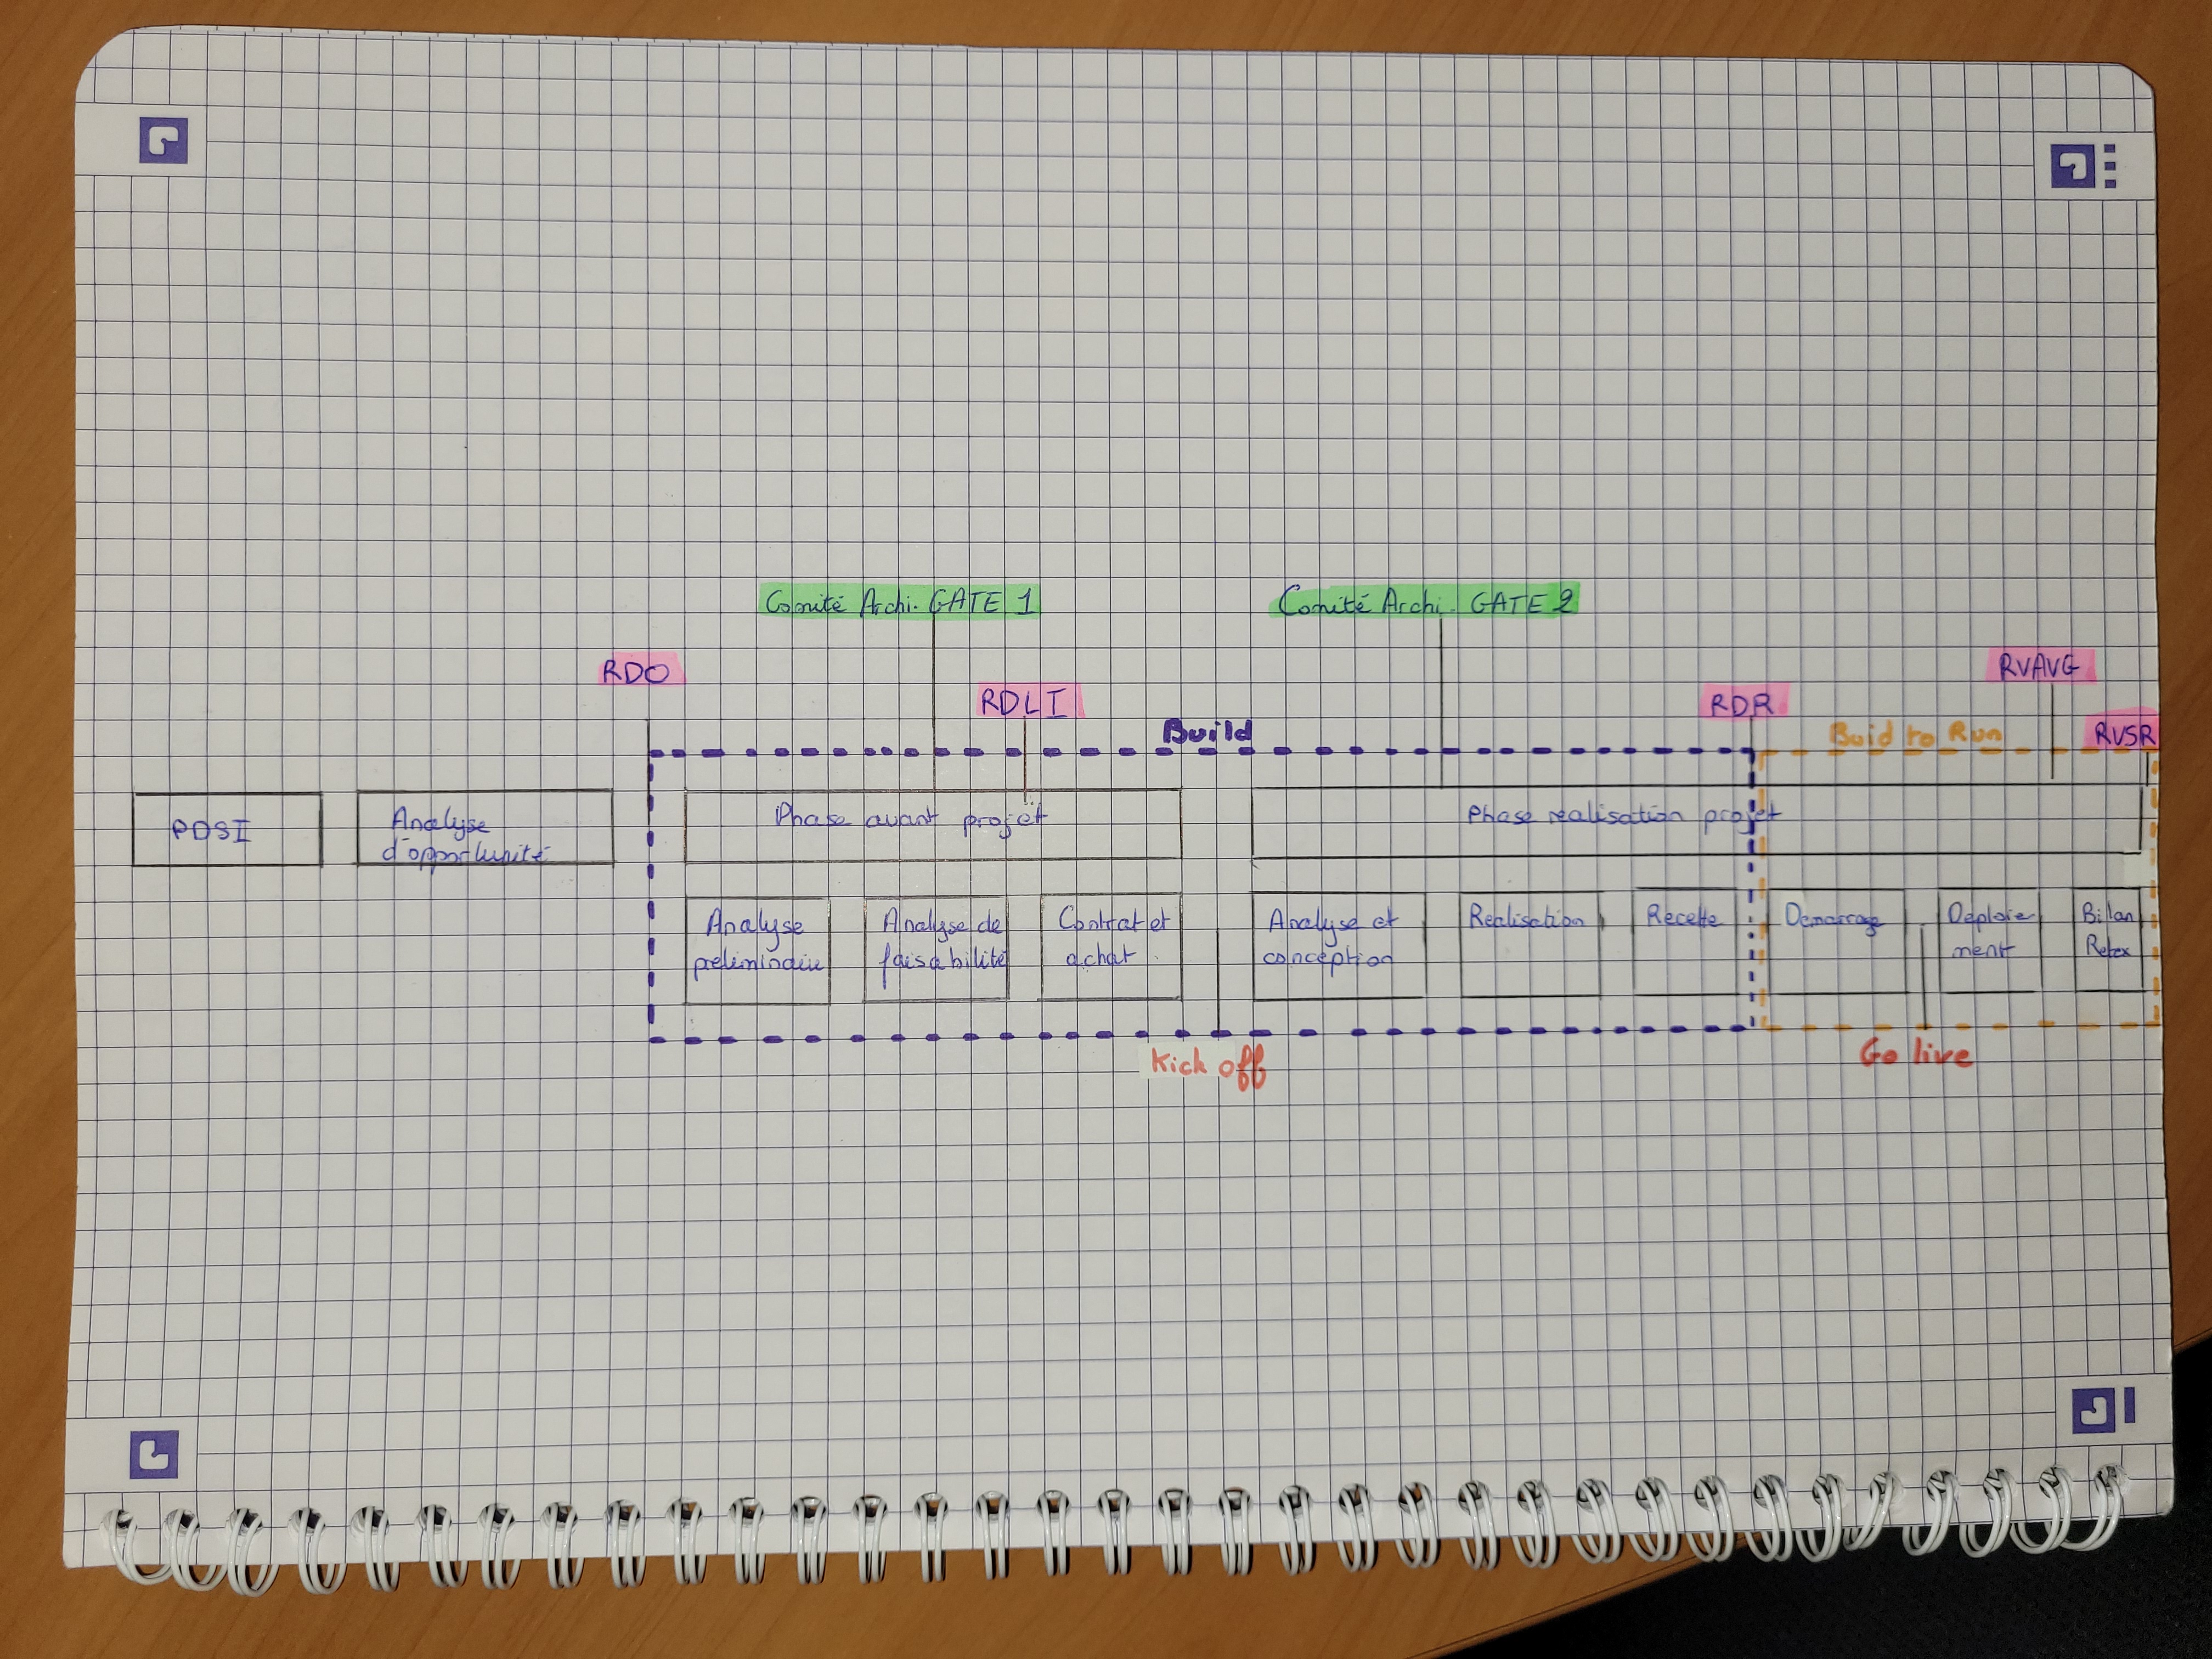 Comité Archi. GATE 1
Comité Archi. GATE 2
RDO
RDLI
RDR
RVAVG
RVSR
Build
Buid to Run
PDSI
Analyse
d'opportunité
Phase avant projet
Phase realisation projet
Analyse
preliminaire
Analyse de
faisabilité
Contrat et
achat
Analyse et
conception
Realisation
Recette
Demarrage
Deploie
ment
Bilan
Retex
Kick off
Go live